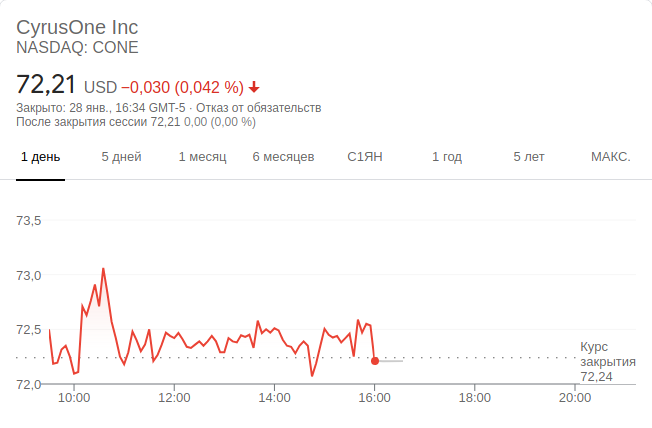 CyrusOne Inc
NASDAQ: CONE
72,21 USD −0,030 (0,042 %)
Закрыто: 28 янв., 16:34 GMT-5 · Отказ от обязательств
После закрытия сессии 72,21 0,00 (0,00 %)
1 день 5 дней 1 месяц 6 месяцев С1ЯН 1 год 5 лет МАКС.
73,5
73,0
72,5
72,0
Курс
закрытия
72,24
10:00 12:00 14:00 16:00 18:00 20:00